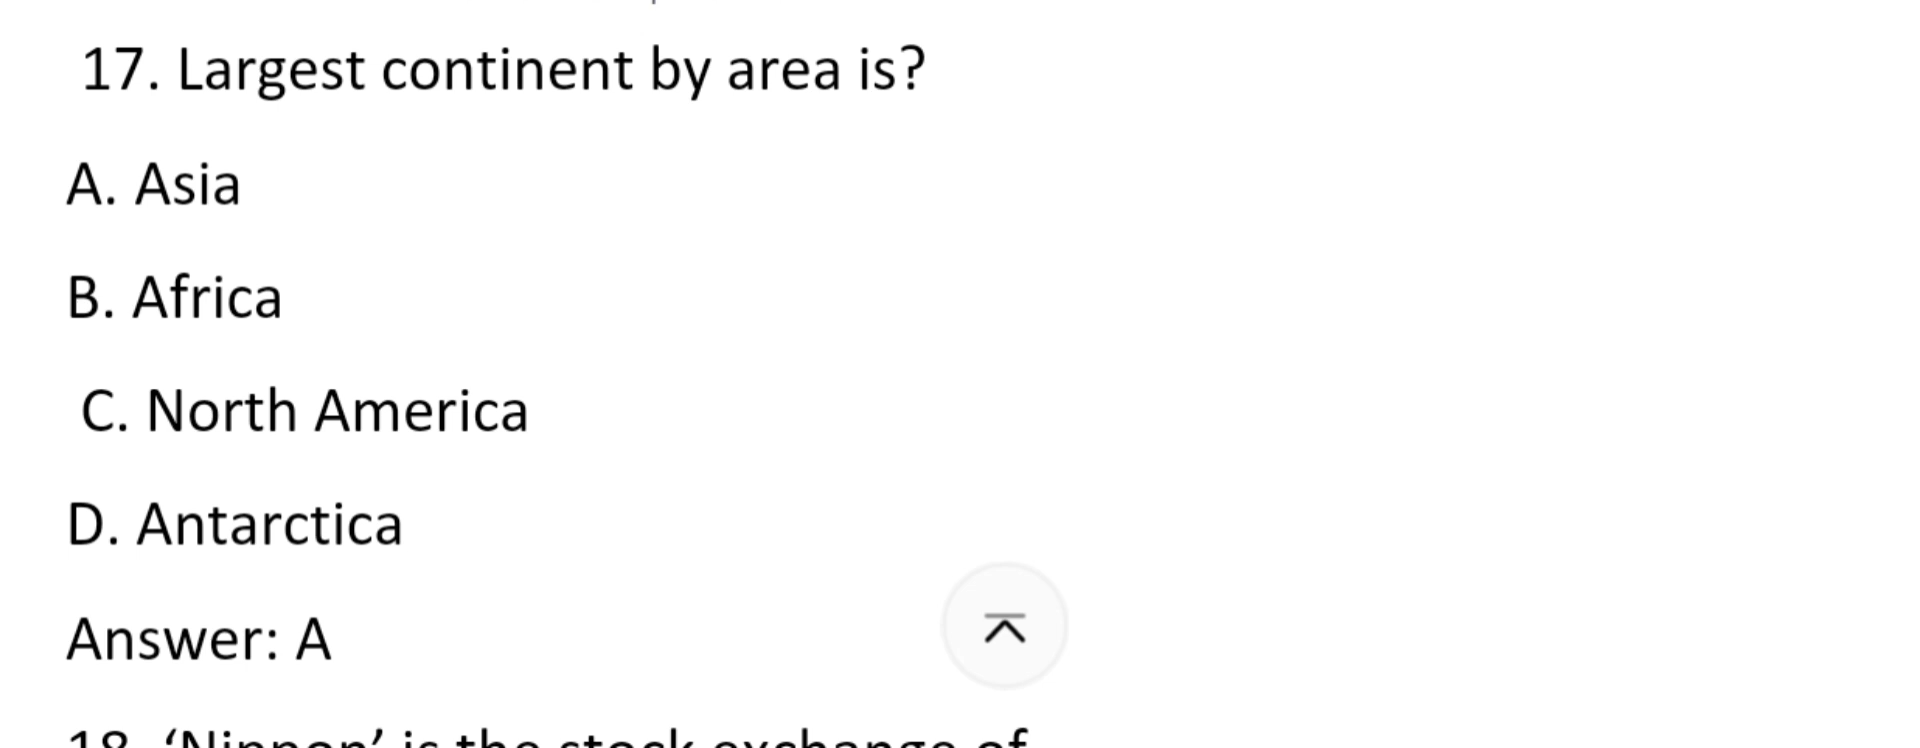 17. Largest continent by area is?
A. Asia
B. Africa
C. North America
D. Antarctica
Answer: A
18. ‘Nippon’ is the stock exchange of